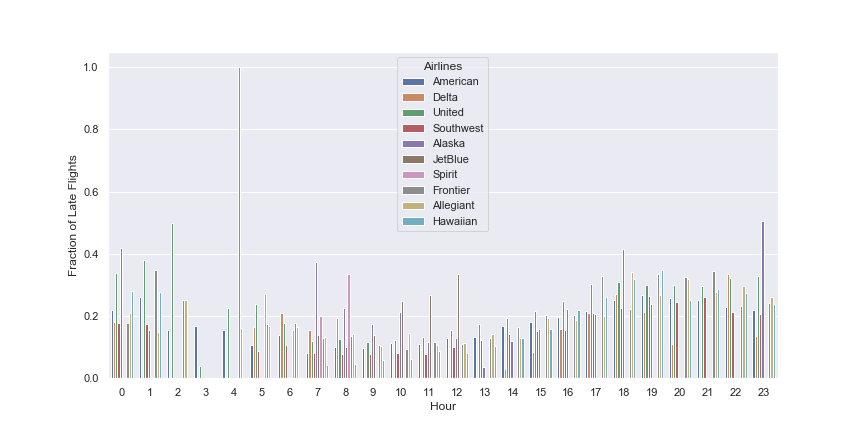 Fraction of Late Flights
1.0
0.8
0.6
0.4
0.2
0.0
Airlines
American
Delta
United
Southwest
Alaska
JetBlue
Spirit
Frontier
Allegiant
Hawaiian
0 1 2 3 4 5 6 7 8 9 10 11 12 13 14 15 16 17 18 19 20 21 22 23
Hour